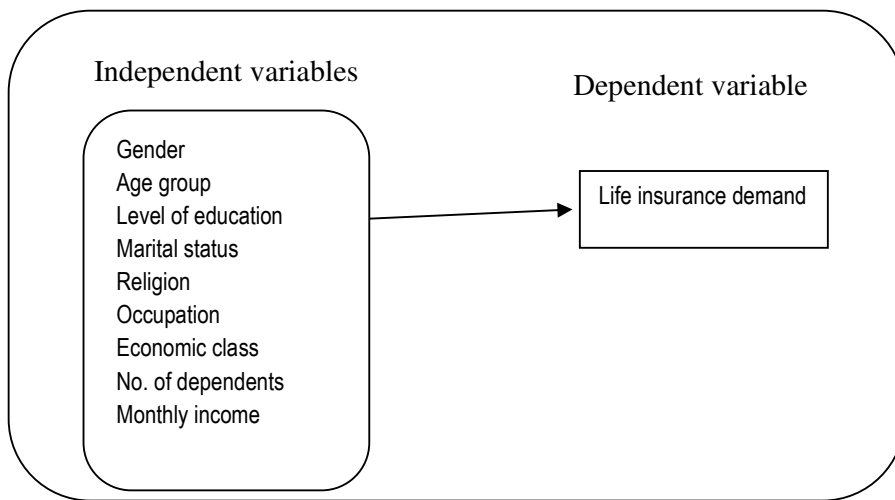 Independent variables
Gender
Age group
Level of education
Marital status
Religion
Occupation
Economic class
No. of dependents
Monthly income
Dependent variable
Life insurance demand